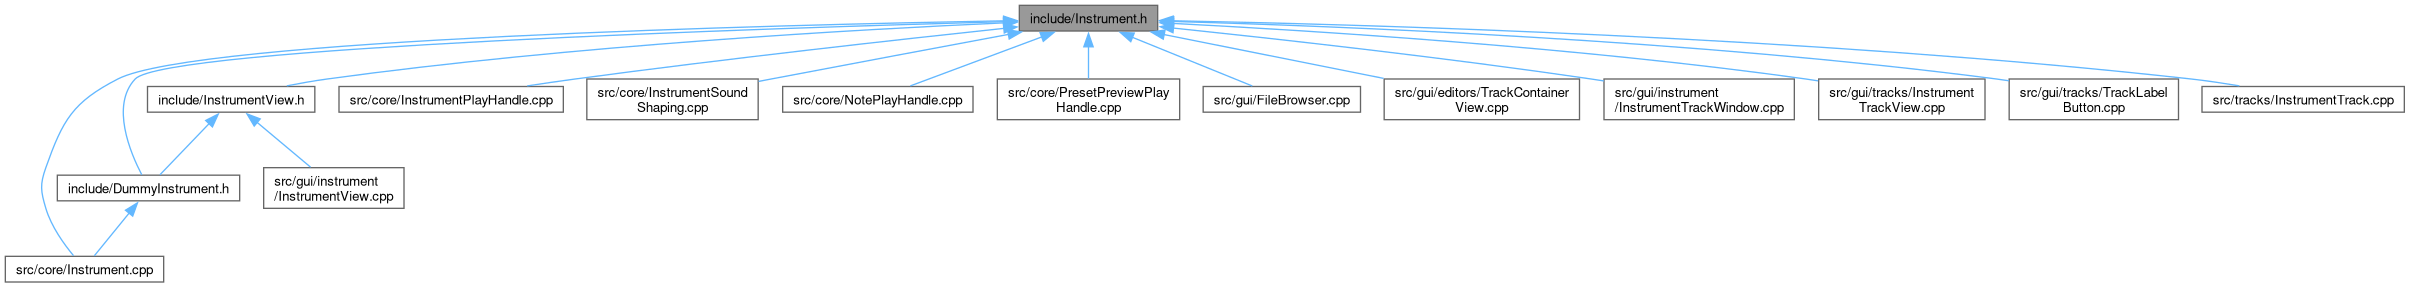 include/Instrument.h
include/InstrumentView.h
src/core/InstrumentPlayHandle.cpp
src/core/InstrumentSound
Shaping.cpp
src/core/NotePlayHandle.cpp
src/core/PresetPreviewPlay
Handle.cpp
src/gui/FileBrowser.cpp
src/gui/editors/TrackContainer
View.cpp
src/gui/instrument
/InstrumentTrackWindow.cpp
src/gui/tracks/Instrument
TrackView.cpp
src/gui/tracks/TrackLabel
Button.cpp
src/tracks/InstrumentTrack.cpp
include/DummyInstrument.h
src/gui/instrument
/InstrumentView.cpp
src/core/Instrument.cpp